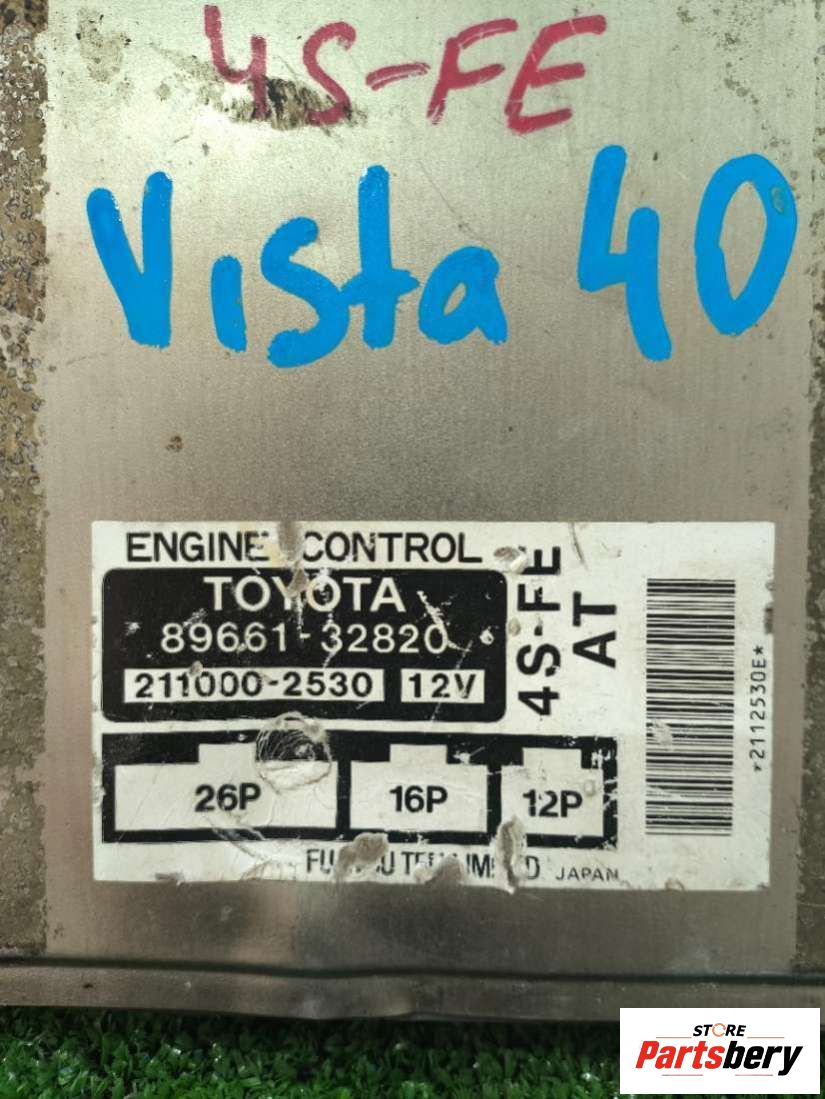 4S-FE
Vista 40
ENGINE CONTROL
TOYOTA
89661-32820
211000-2530 12V
4S-FE
AT
*2112530E*
26P 16P 12P
JAPAN
STORE
Partsbery